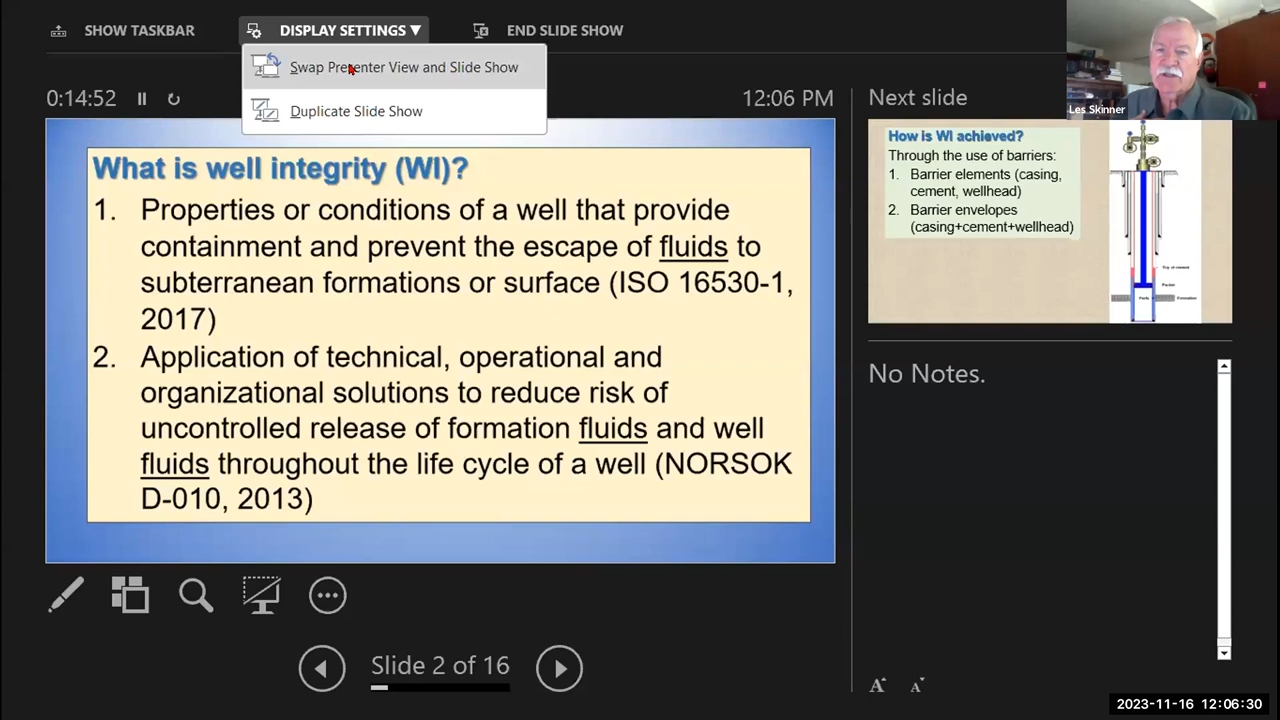 SHOW TASKBAR
DISPLAY SETTINGS ▼
END SLIDE SHOW
Swap Presenter View and Slide Show
Duplicate Slide Show
0:14:52
12:06 PM
What is well integrity (WI)?
1. Properties or conditions of a well that provide
containment and prevent the escape of fluids to
subterranean formations or surface (ISO 16530-1,
2017)
2. Application of technical, operational and
organizational solutions to reduce risk of
uncontrolled release of formation fluids and well
fluids throughout the life cycle of a well (NORSOK
D-010, 2013)
Slide 2 of 16
Next slide
Les Skinner
How is WI achieved?
Through the use of barriers:
1. Barrier elements (casing,
cement, wellhead)
2. Barrier envelopes
(casing+cement+wellhead)
Top of cement
Packer
Perfs
Formation
No Notes.
A A
2023-11-16 12:06:30